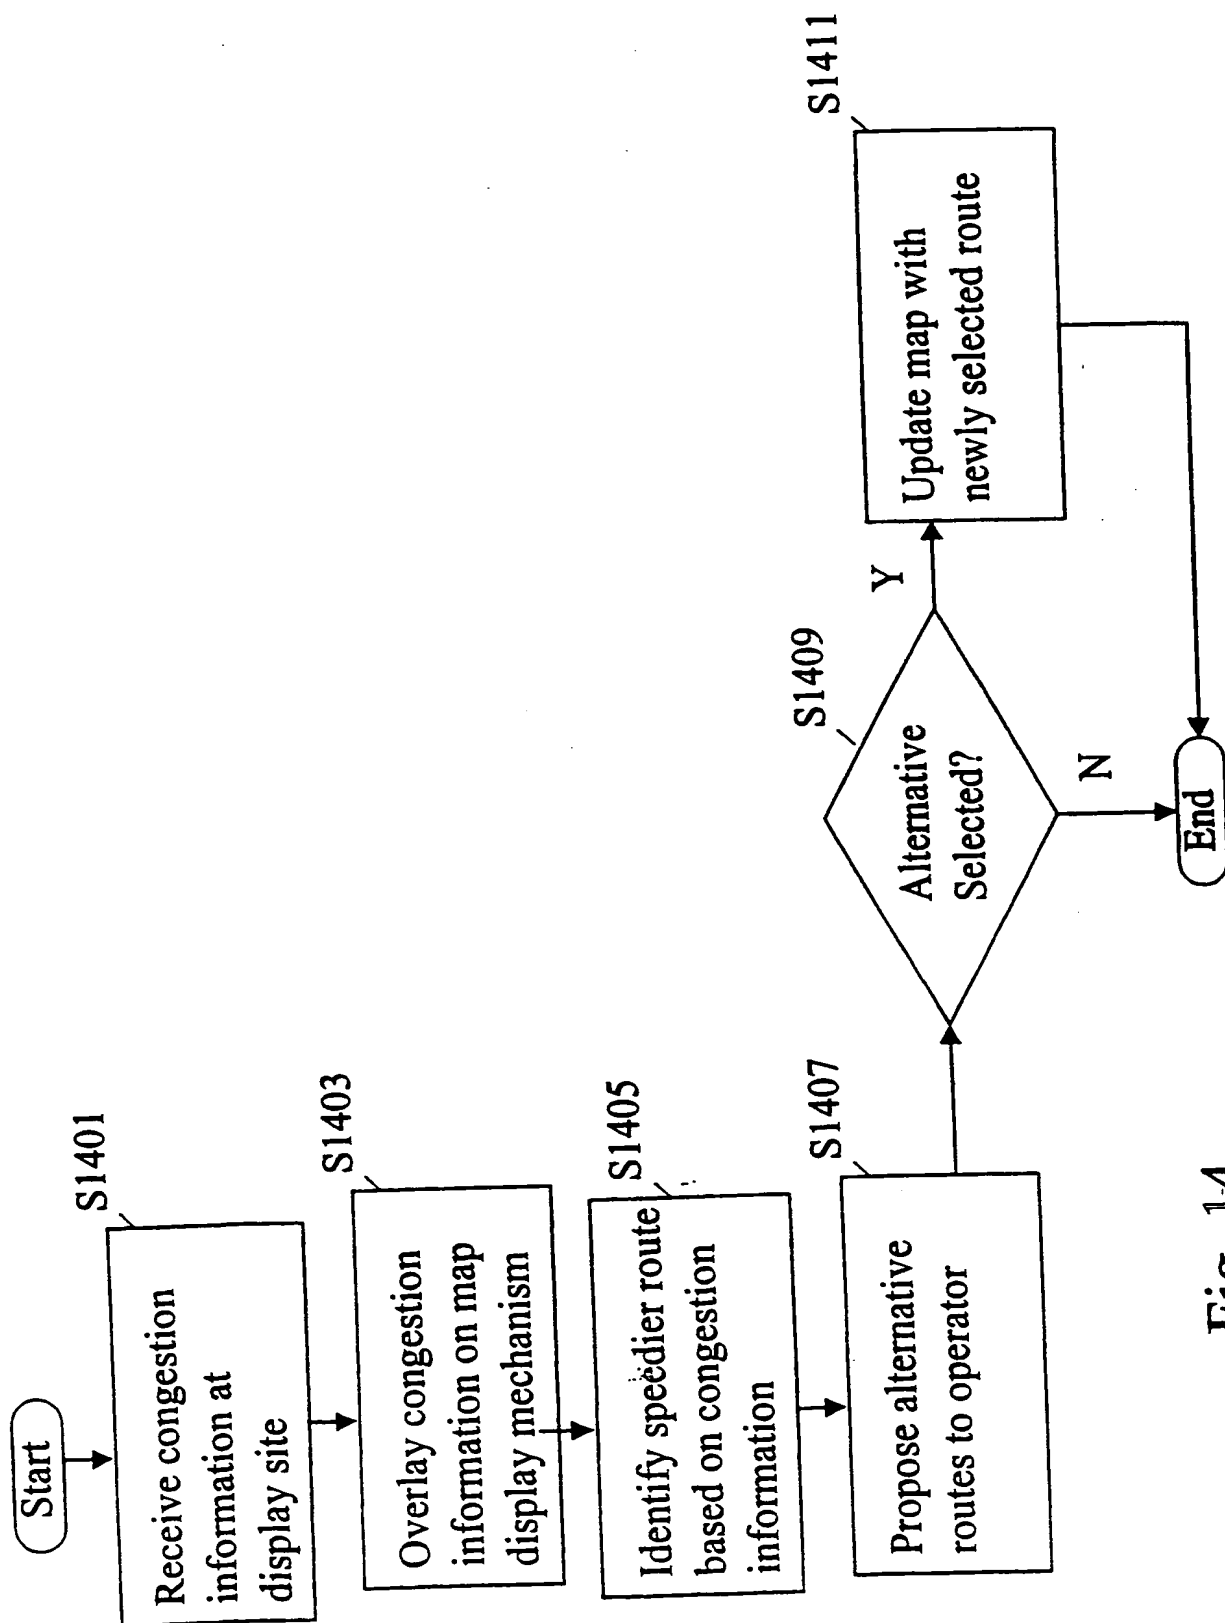 Start
S1401
Receive congestion
information at
display site
S1403
Overlay congestion
information on map
display mechanism
S1405
Identify speedier route
based on congestion
information
S1407
Propose alternative
routes to operator
S1409
Alternative
Selected?
Y
N
S1411
Update map with
newly selected route
End
Fig. 14